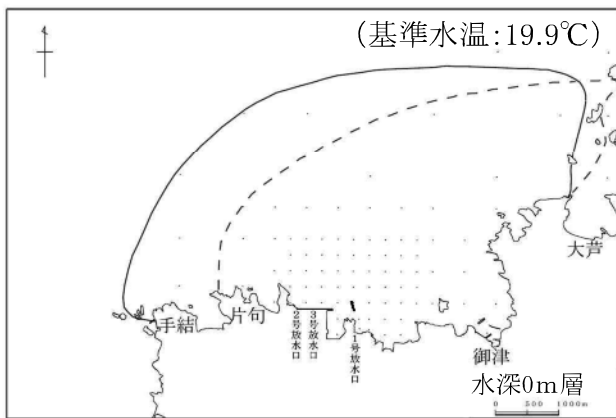 （基準水温：19.9℃）
大芦
手結
片句
2号放水口
3号放水口
1号放水口
御津
水深0m層
0 500 1000m